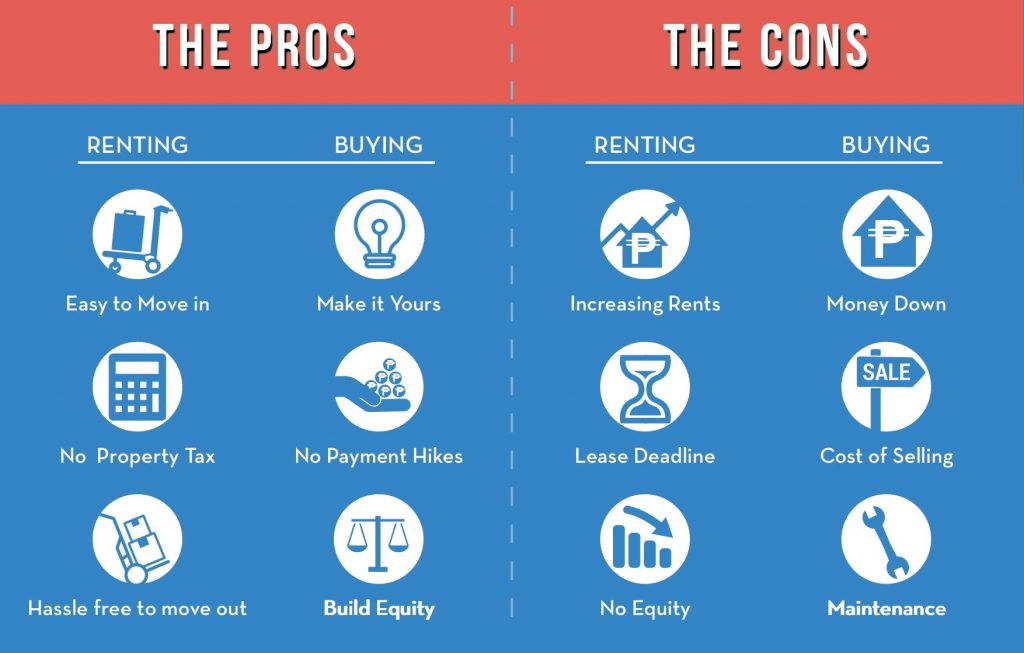 THE PROS
THE CONS
RENTING
BUYING
RENTING
BUYING
Easy to Move in
Make it Yours
Increasing Rents
Money Down
SALE
No Property Tax
No Payment Hikes
Lease Deadline
Cost of Selling
Hassle free to move out
Build Equity
No Equity
Maintenance